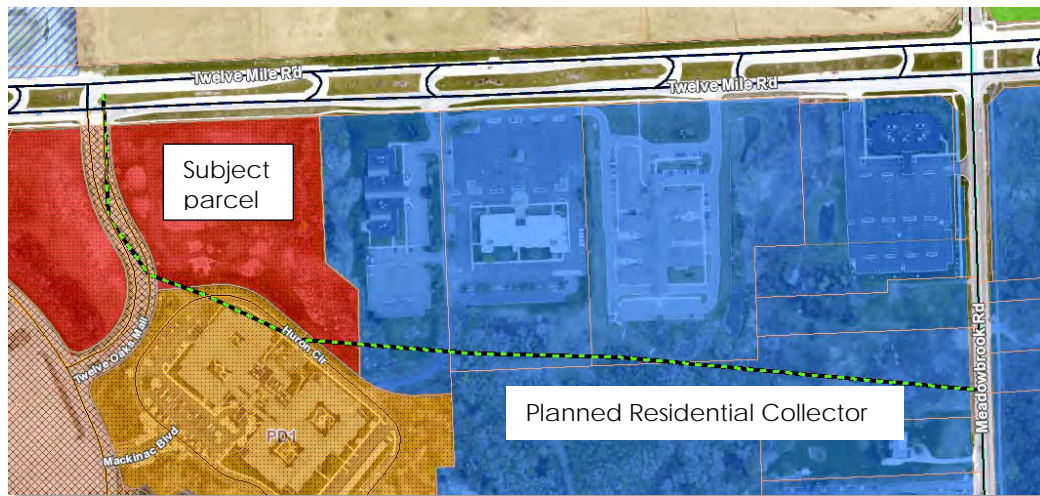 Twelve Mile Rd
Twelve Mile Rd
Subject
parcel
Huron Cir
Twelve Oaks Mall
Planned Residential Collector
Meadowbrook Rd
PD1
Mackinac Blvd